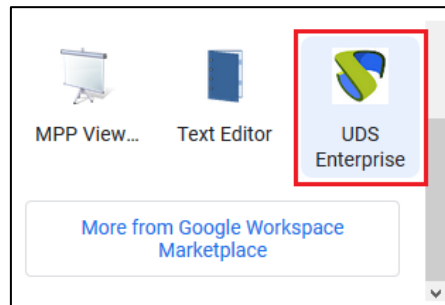 MPP View...
Text Editor
UDS
Enterprise
More from Google Workspace
Marketplace